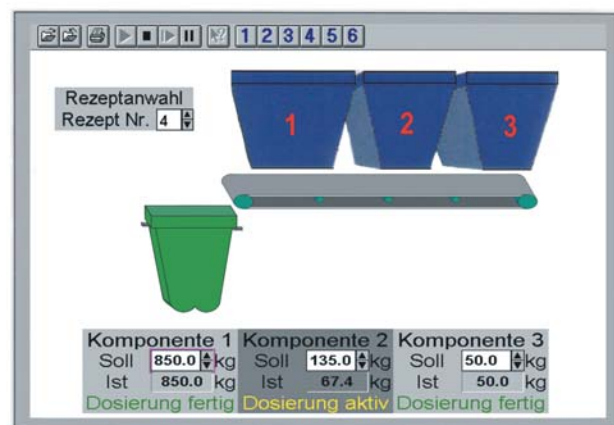 1 2 3 4 5 6
Rezeptanwahl
Rezept Nr. 4
1 2 3
Komponente 1 Komponente 2 Komponente 3
Soll 850.0 kg Soll 135.0 kg Soll 50.0 kg
Ist 850.0 kg Ist 67.4 kg Ist 50.0 kg
Dosierung fertig Dosierung aktiv Dosierung fertig